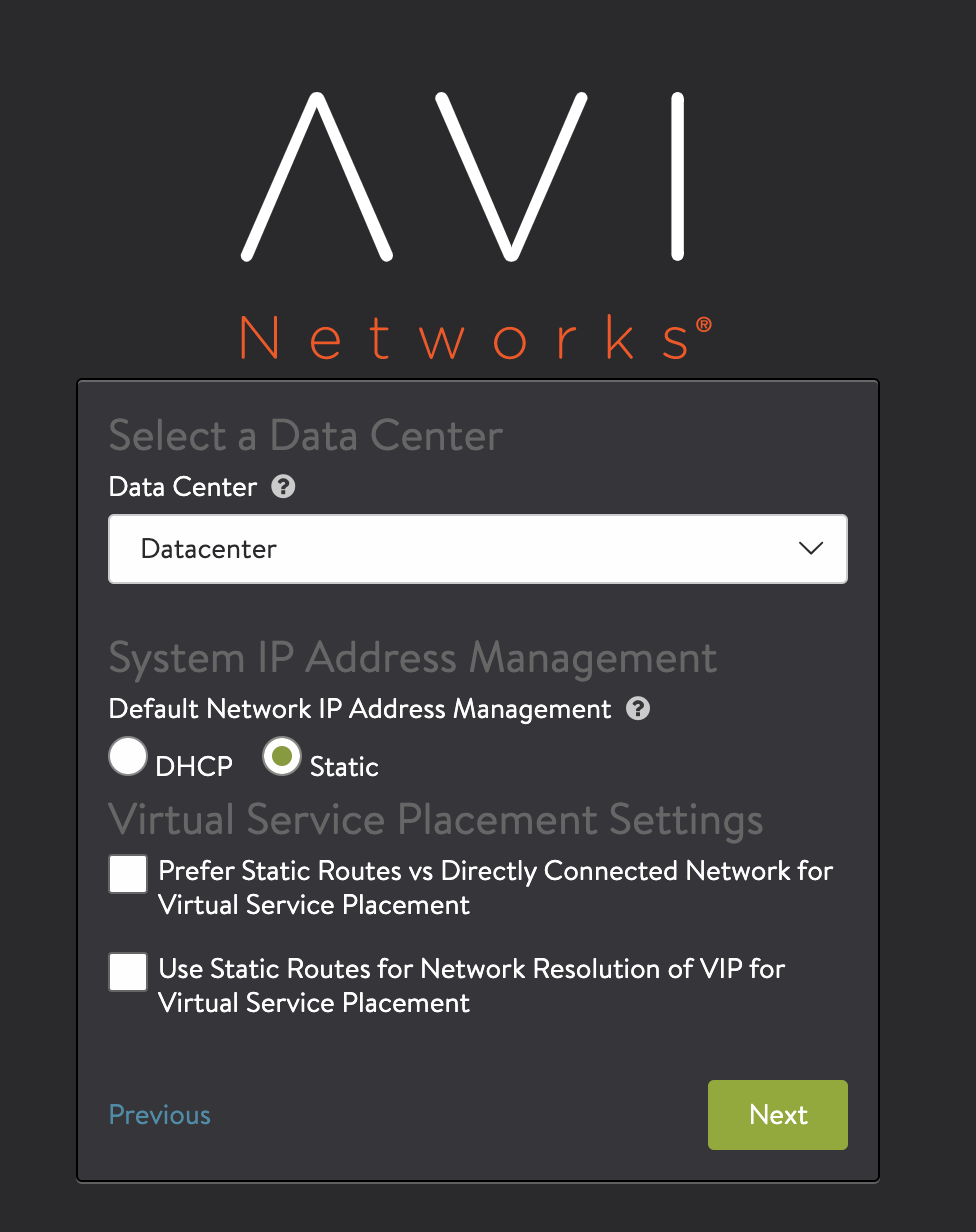 AVI
Networks®
Select a Data Center
Data Center ?
Datacenter
System IP Address Management
Default Network IP Address Management ?
DHCP Static
Virtual Service Placement Settings
Prefer Static Routes vs Directly Connected Network for
Virtual Service Placement
Use Static Routes for Network Resolution of VIP for
Virtual Service Placement
Previous Next